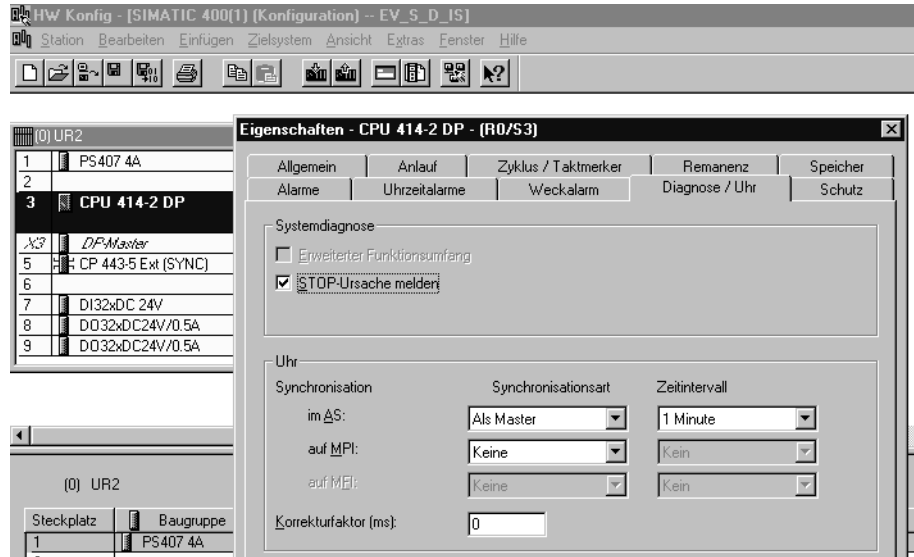 HW Konfig - [SIMATIC 400(1) (Konfiguration) -- EV_S_D_IS]
Station Bearbeiten Einfügen Zielsystem Ansicht Extras Fenster Hilfe
(0) UR2
1 PS407 4A
2
3 CPU 414-2 DP
X3 DP-Master
5 CP 443-5 Ext (SYNC)
6
7 DI32xDC 24V
8 DO32xDC24V/0.5A
9 DO32xDC24V/0.5A
Eigenschaften - CPU 414-2 DP - (R0/S3)
Allgemein Anlauf Zyklus / Taktmerker Remanenz Speicher
Alarme Uhrzeitalarme Weckalarm Diagnose / Uhr Schutz
Systemdiagnose
Erweiterter Funktionsumfang
STOP-Ursache melden
Uhr
Synchronisation Synchronisationsart Zeitintervall
im AS: Als Master 1 Minute
auf MPI: Keine Kein
auf MFI: Keine Kein
Korrekturfaktor (ms): 0
(0) UR2
Steckplatz Baugruppe
1 PS407 4A